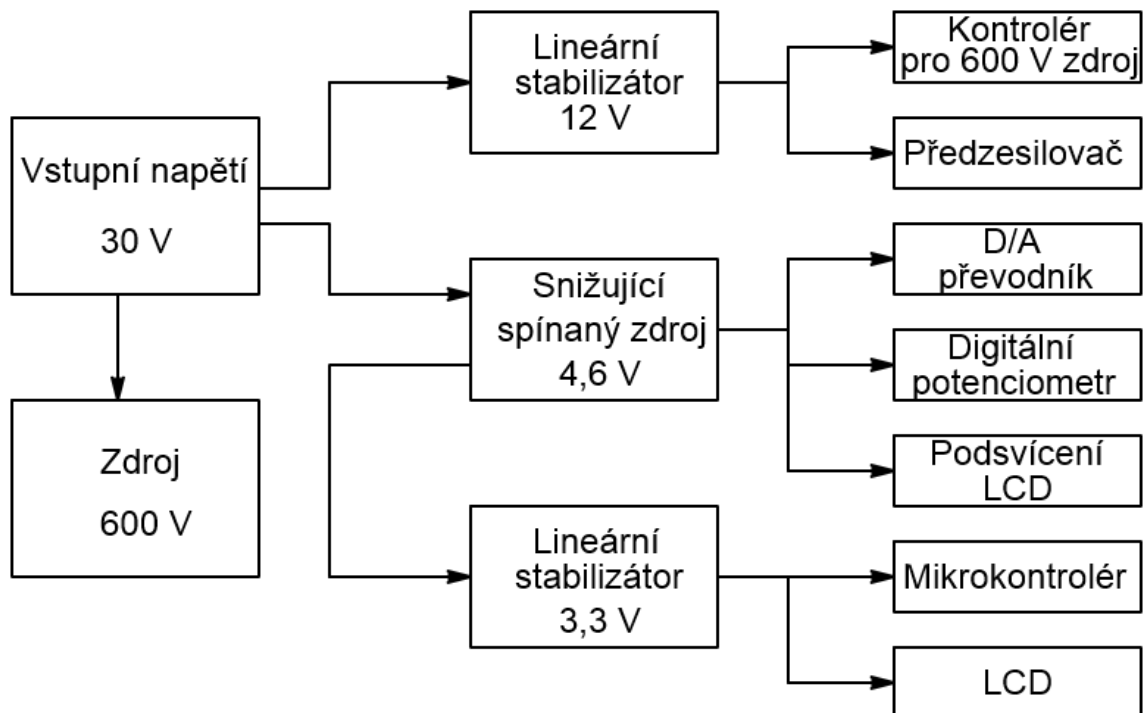 Vstupní napětí
30 V
Zdroj
600 V
Lineární
stabilizátor
12 V
Snižující
spínaný zdroj
4,6 V
Lineární
stabilizátor
3,3 V
Kontrolér
pro 600 V zdroj
Předzesilovač
D/A
převodník
Digitální
potenciometr
Podsvícení
LCD
Mikrokontrolér
LCD